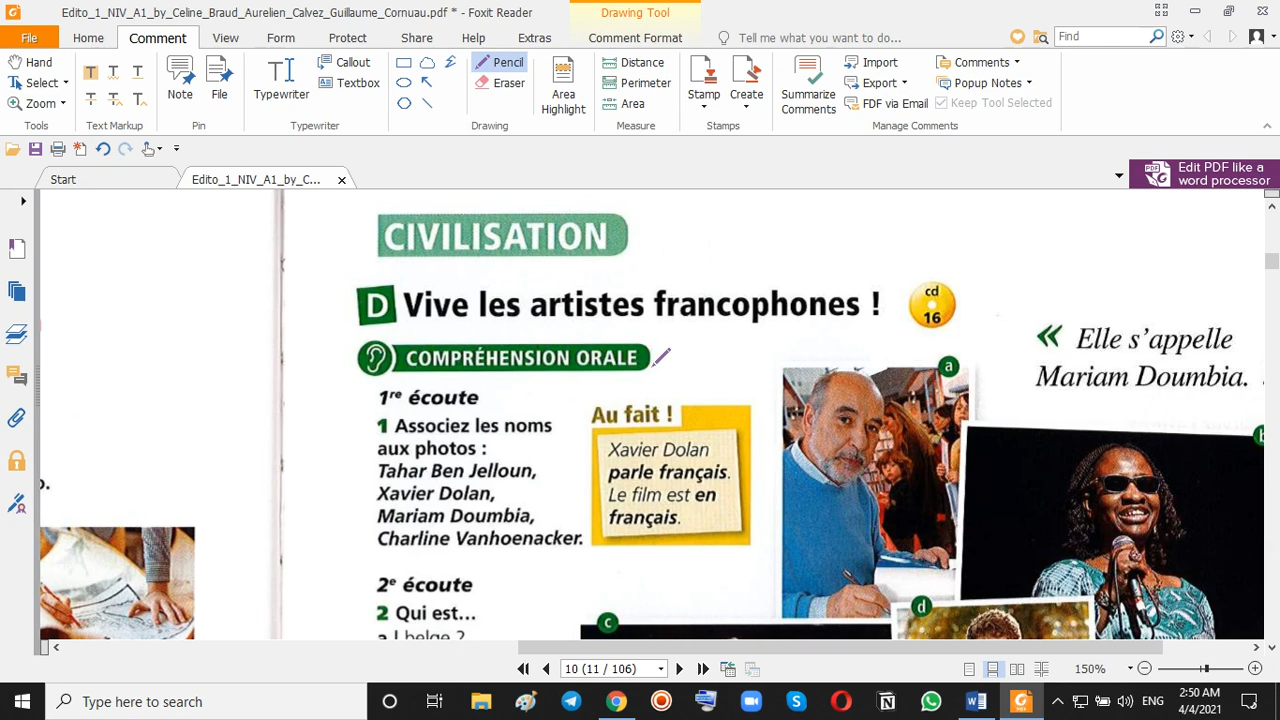 Edito_1_NIV_A1_by_Celine_Braud_Aurelien_Calvez_Guillaume_Cornuau.pdf * - Foxit Reader
Drawing Tool
File Home Comment View Form Protect Share Help Extras Comment Format Tell me what you want to do... Find
Hand
Select
Zoom
Tools
T T T
T T T
Text Markup
Note
File
Pin
Typewriter
Callout
Textbox
Typewriter
Pencil
Eraser
Area
Highlight
Drawing
Distance
Perimeter
Area
Measure
Stamp
Create
Stamps
Summarize
Comments
Import
Export
FDF via Email
Comments
Popup Notes
Keep Tool Selected
Manage Comments
Start
Edito_1_NIV_A1_by_C...
Edit PDF like a
word processor
CIVILISATION
D Vive les artistes francophones !
cd
16
COMPRÉHENSION ORALE
1re écoute
1 Associez les noms
aux photos :
Tahar Ben Jelloun,
Xavier Dolan,
Mariam Doumbia,
Charline Vanhoenacker.
2e écoute
2 Qui est...
a belge ?
Au fait !
Xavier Dolan
parle français.
Le film est en
français.
« Elle s'appelle
Mariam Doumbia.
a
b
c
d
10 (11 / 106)
150%
Type here to search
ENG
2:50 AM
4/4/2021